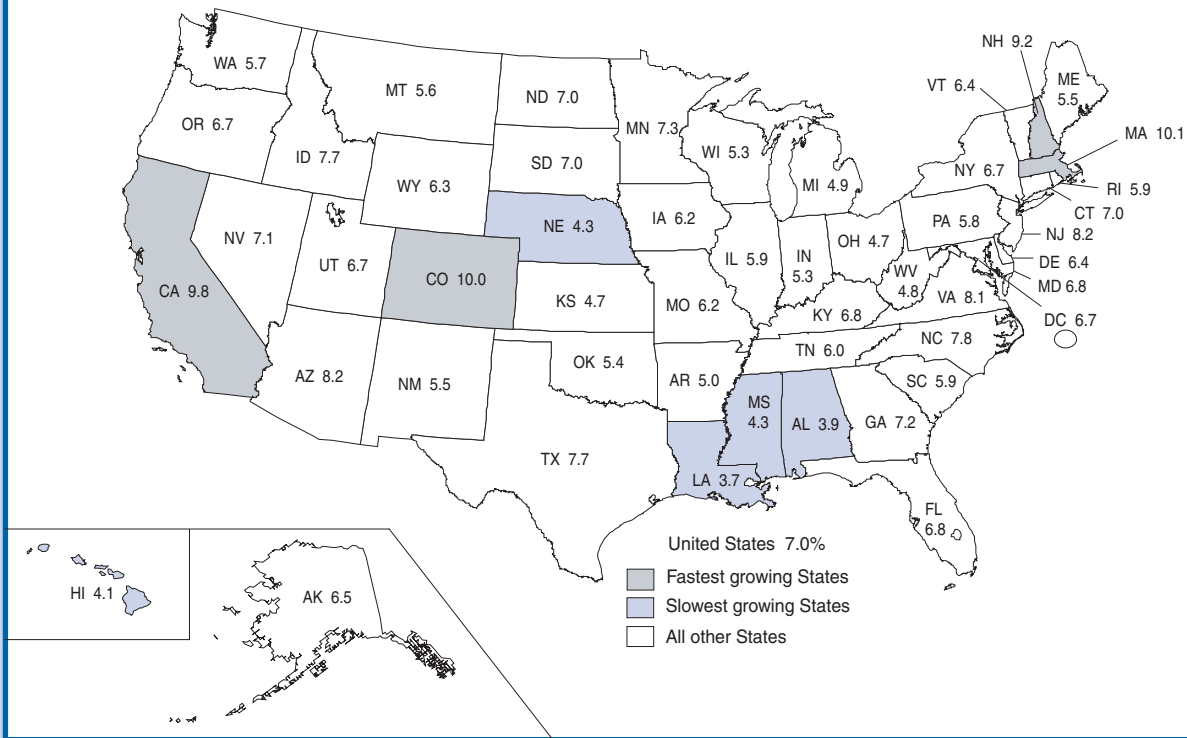 NH 9.2
VT 6.4
ME
5.5
MA 10.1
RI 5.9
CT 7.0
NJ 8.2
DE 6.4
MD 6.8
DC 6.7
WA 5.7
MT 5.6
ND 7.0
MN 7.3
OR 6.7
ID 7.7
WY 6.3
SD 7.0
WI 5.3
MI 4.9
NY 6.7
PA 5.8
NE 4.3
IA 6.2
NV 7.1
UT 6.7
CO 10.0
CA 9.8
KS 4.7
MO 6.2
IL 5.9
IN
5.3
OH 4.7
WV
4.8
VA 8.1
KY 6.8
NC 7.8
TN 6.0
SC 5.9
AZ 8.2
NM 5.5
OK 5.4
AR 5.0
MS
4.3
AL 3.9
GA 7.2
TX 7.7
LA 3.7
FL
6.8
HI 4.1
AK 6.5
United States 7.0%
Fastest growing States
Slowest growing States
All other States